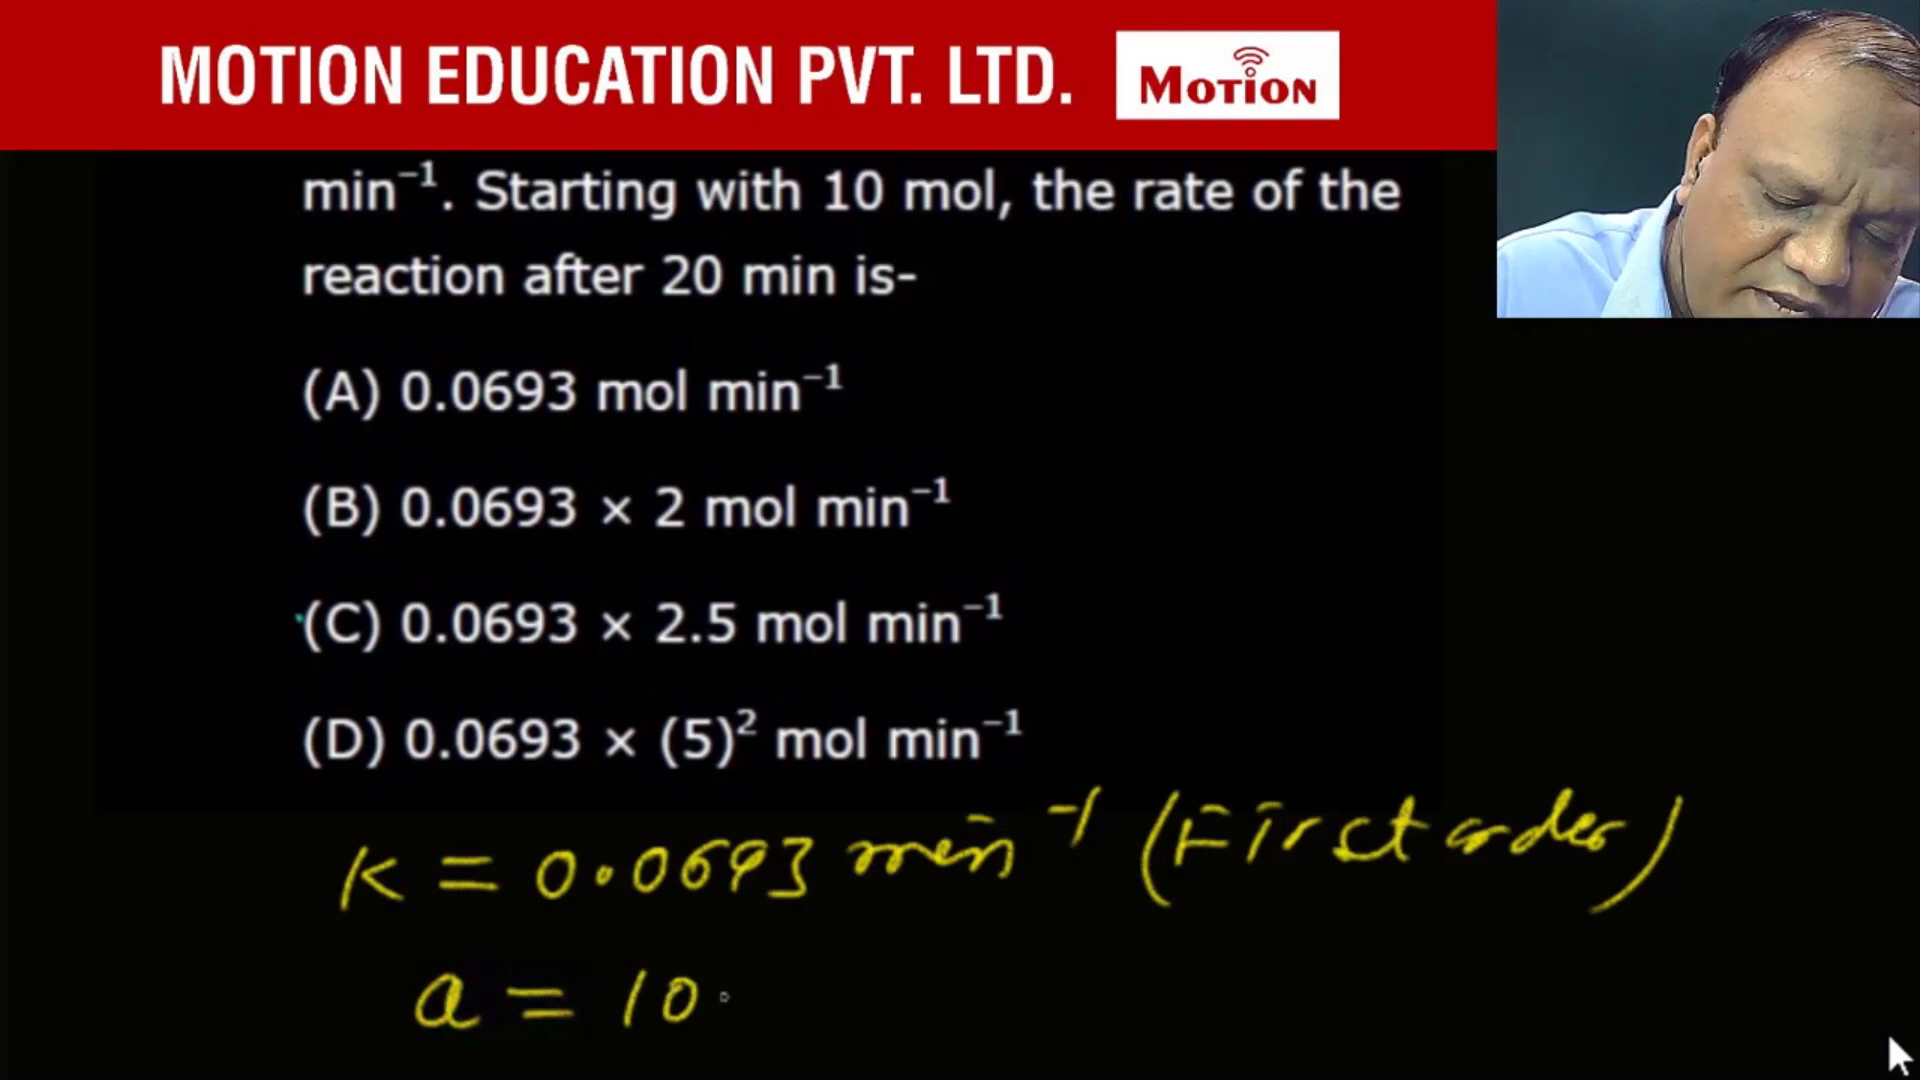 MOTION EDUCATION PVT. LTD. MOTION
min⁻¹. Starting with 10 mol, the rate of the
reaction after 20 min is-
(A) 0.0693 mol min⁻¹
(B) 0.0693 × 2 mol min⁻¹
(C) 0.0693 × 2.5 mol min⁻¹
(D) 0.0693 × (5)² mol min⁻¹
K = 0.0693 min⁻¹ (First order)
a = 10